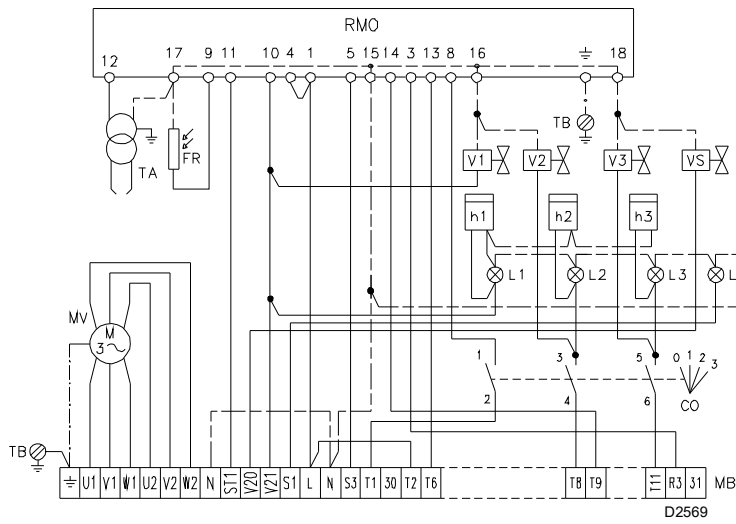 RMO
12 17 9 11 10 4 1 5 15 14 3 13 8 16 18
TB
TA
FR
V1 V2 V3 VS
h1 h2 h3
L1 L2 L3 L
MV
M
3~
1 3 5
0 1 2 3
2 4 6
CO
TB
U1 V1 W1 U2 V2 W2 N ST1 V20 V21 S1 L N S3 T1 30 T2 T6 T8 T9 T11 R3 31 MB
D2569